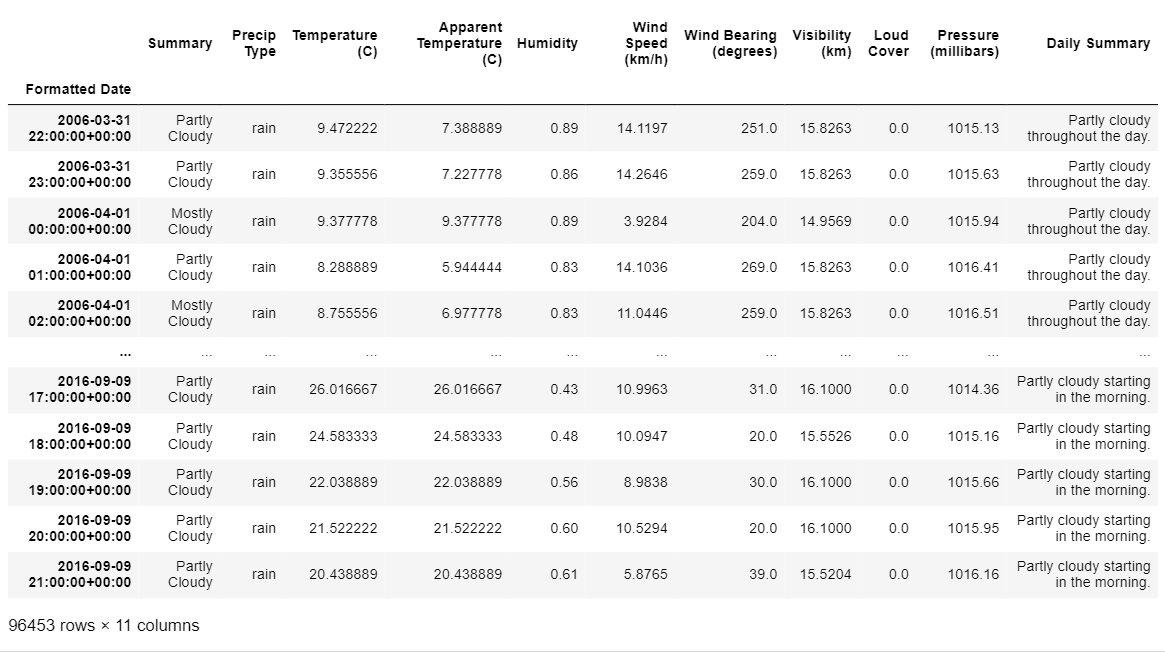 Summary Precip Type Temperature (C) Apparent Temperature (C) Humidity Wind Speed (km/h) Wind Bearing (degrees) Visibility (km) Loud Cover Pressure (millibars) Daily Summary
Formatted Date
2006-03-31 22:00:00+00:00 Partly Cloudy rain 9.472222 7.388889 0.89 14.1197 251.0 15.8263 0.0 1015.13 Partly cloudy throughout the day.
2006-03-31 23:00:00+00:00 Partly Cloudy rain 9.355556 7.227778 0.86 14.2646 259.0 15.8263 0.0 1015.63 Partly cloudy throughout the day.
2006-04-01 00:00:00+00:00 Mostly Cloudy rain 9.377778 9.377778 0.89 3.9284 204.0 14.9569 0.0 1015.94 Partly cloudy throughout the day.
2006-04-01 01:00:00+00:00 Partly Cloudy rain 8.288889 5.944444 0.83 14.1036 269.0 15.8263 0.0 1016.41 Partly cloudy throughout the day.
2006-04-01 02:00:00+00:00 Mostly Cloudy rain 8.755556 6.977778 0.83 11.0446 259.0 15.8263 0.0 1016.51 Partly cloudy throughout the day.
... ... ... ... ... ... ... ... ... ... ... ...
2016-09-09 17:00:00+00:00 Partly Cloudy rain 26.016667 26.016667 0.43 10.9963 31.0 16.1000 0.0 1014.36 Partly cloudy starting in the morning.
2016-09-09 18:00:00+00:00 Partly Cloudy rain 24.583333 24.583333 0.48 10.0947 20.0 15.5526 0.0 1015.16 Partly cloudy starting in the morning.
2016-09-09 19:00:00+00:00 Partly Cloudy rain 22.038889 22.038889 0.56 8.9838 30.0 16.1000 0.0 1015.66 Partly cloudy starting in the morning.
2016-09-09 20:00:00+00:00 Partly Cloudy rain 21.522222 21.522222 0.60 10.5294 20.0 16.1000 0.0 1015.95 Partly cloudy starting in the morning.
2016-09-09 21:00:00+00:00 Partly Cloudy rain 20.438889 20.438889 0.61 5.8765 39.0 15.5204 0.0 1016.16 Partly cloudy starting in the morning.
96453 rows × 11 columns